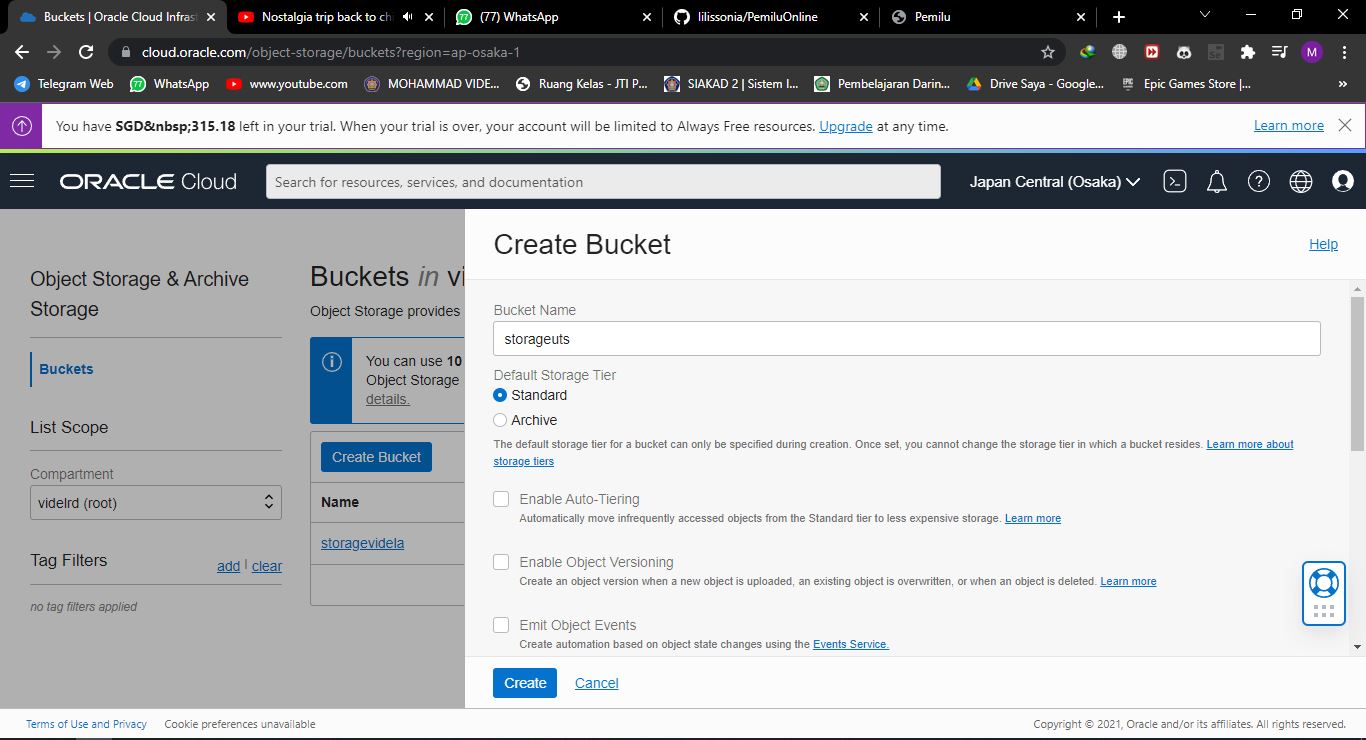 Buckets | Oracle Cloud Infras
Nostalgia trip back to ch
(77) WhatsApp
lilissonia/PemiluOnline
Pemilu
cloud.oracle.com/object-storage/buckets?region=ap-osaka-1
M
Telegram Web
WhatsApp
www.youtube.com
MOHAMMAD VIDE...
Ruang Kelas - JTI P...
SIAKAD 2 | Sistem I...
Pembelajaran Darin...
Drive Saya - Google...
Epic Games Store |...
»
You have SGD&nbsp;315.18 left in your trial. When your trial is over, your account will be limited to Always Free resources. Upgrade at any time.
Learn more
ORACLE Cloud
Search for resources, services, and documentation
Japan Central (Osaka)
Object Storage & Archive
Storage
Buckets
List Scope
Compartment
videlrd (root)
Tag Filters
add | clear
no tag filters applied
Buckets in vi
Object Storage provides
You can use 10
Object Storage
details.
Create Bucket
Name
storagevidela
Create Bucket
Help
Bucket Name
storageuts
Default Storage Tier
Standard
Archive
The default storage tier for a bucket can only be specified during creation. Once set, you cannot change the storage tier in which a bucket resides. Learn more about
storage tiers
Enable Auto-Tiering
Automatically move infrequently accessed objects from the Standard tier to less expensive storage. Learn more
Enable Object Versioning
Create an object version when a new object is uploaded, an existing object is overwritten, or when an object is deleted. Learn more
Emit Object Events
Create automation based on object state changes using the Events Service.
Create
Cancel
Terms of Use and Privacy
Cookie preferences unavailable
Copyright © 2021, Oracle and/or its affiliates. All rights reserved.